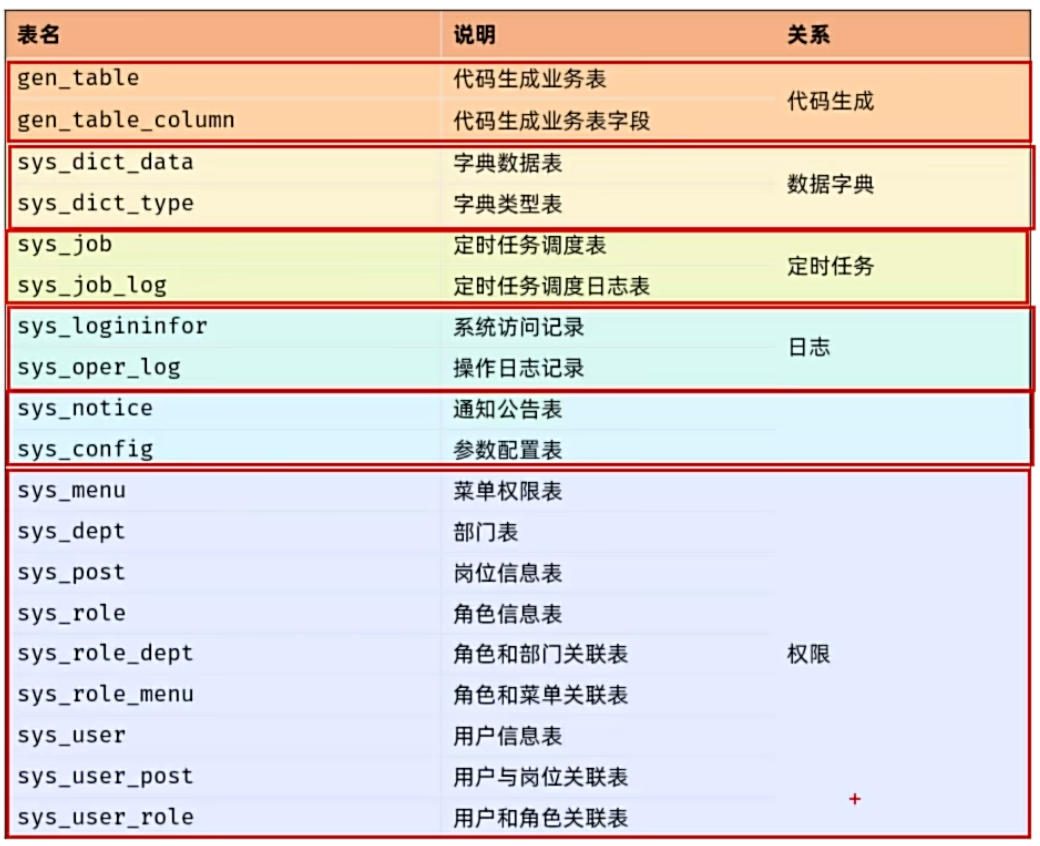 表名 说明 关系
gen_table 代码生成业务表
代码生成
gen_table_column 代码生成业务表字段
sys_dict_data 字典数据表
数据字典
sys_dict_type 字典类型表
sys_job 定时任务调度表
定时任务
sys_job_log 定时任务调度日志表
sys_logininfor 系统访问记录
日志
sys_oper_log 操作日志记录
sys_notice 通知公告表
sys_config 参数配置表
sys_menu 菜单权限表
sys_dept 部门表
sys_post 岗位信息表
sys_role 角色信息表
sys_role_dept 角色和部门关联表 权限
sys_role_menu 角色和菜单关联表
sys_user 用户信息表
sys_user_post 用户与岗位关联表
sys_user_role 用户和角色关联表